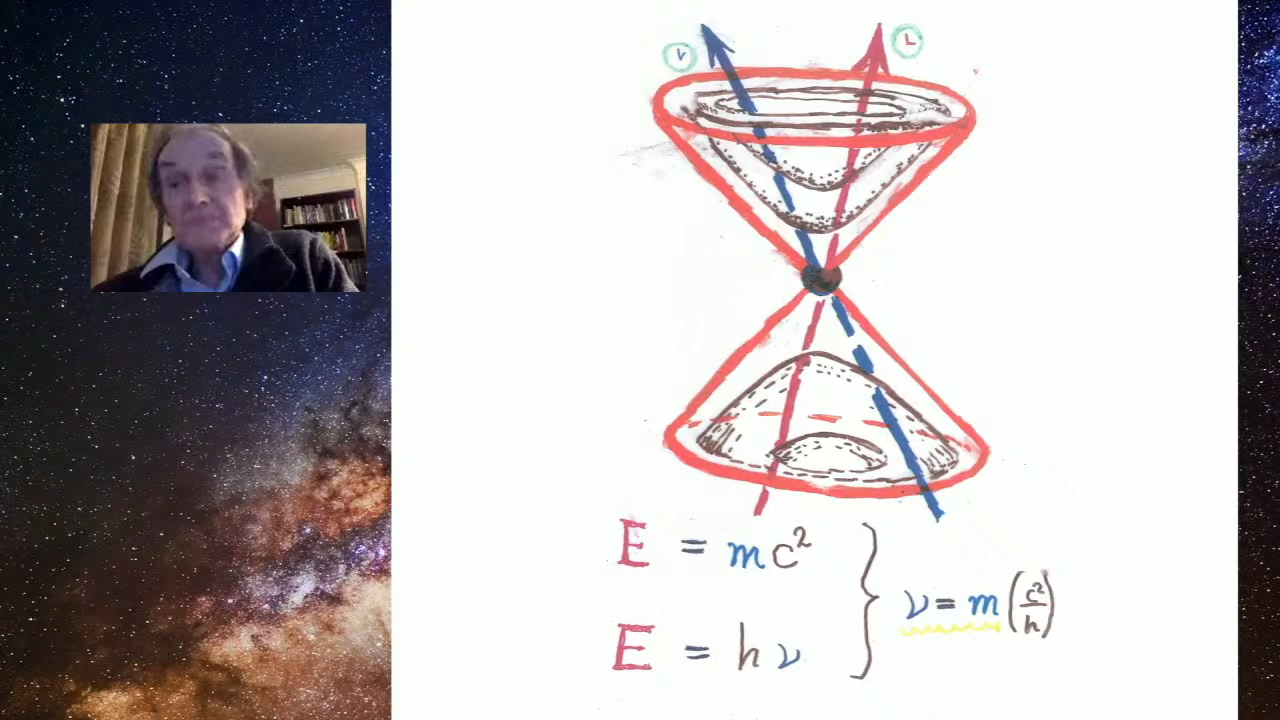 E = mc²
E = hν
ν = m(c²/h)